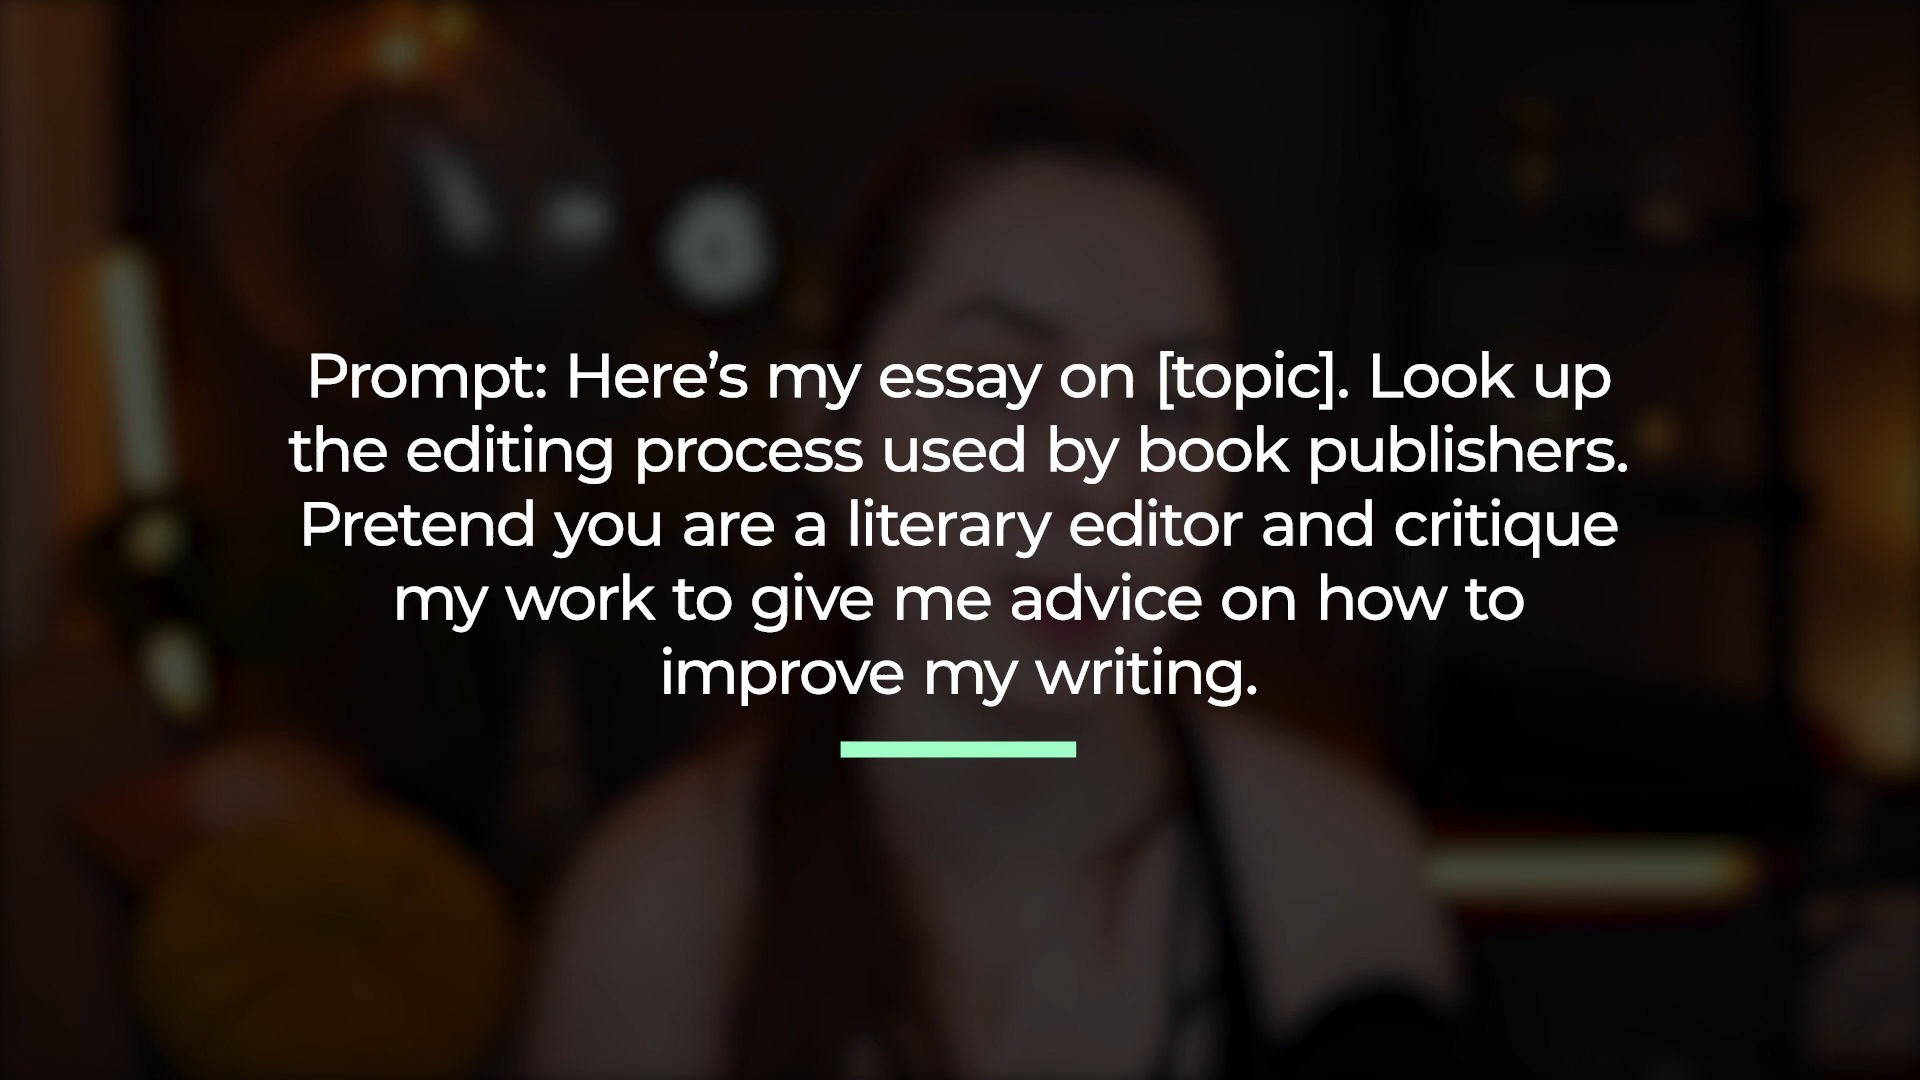 Prompt: Here’s my essay on [topic]. Look up
the editing process used by book publishers.
Pretend you are a literary editor and critique
my work to give me advice on how to
improve my writing.